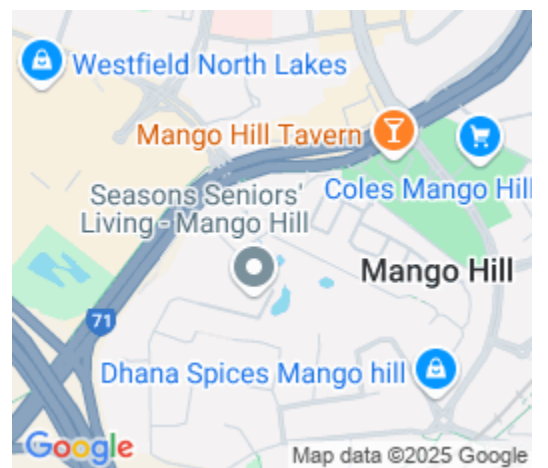 Westfield North Lakes
Mango Hill Tavern
Seasons Seniors'
Living - Mango Hill
Coles Mango Hill
Mango Hill
71
Dhana Spices Mango hill
Google
Map data ©2025 Google